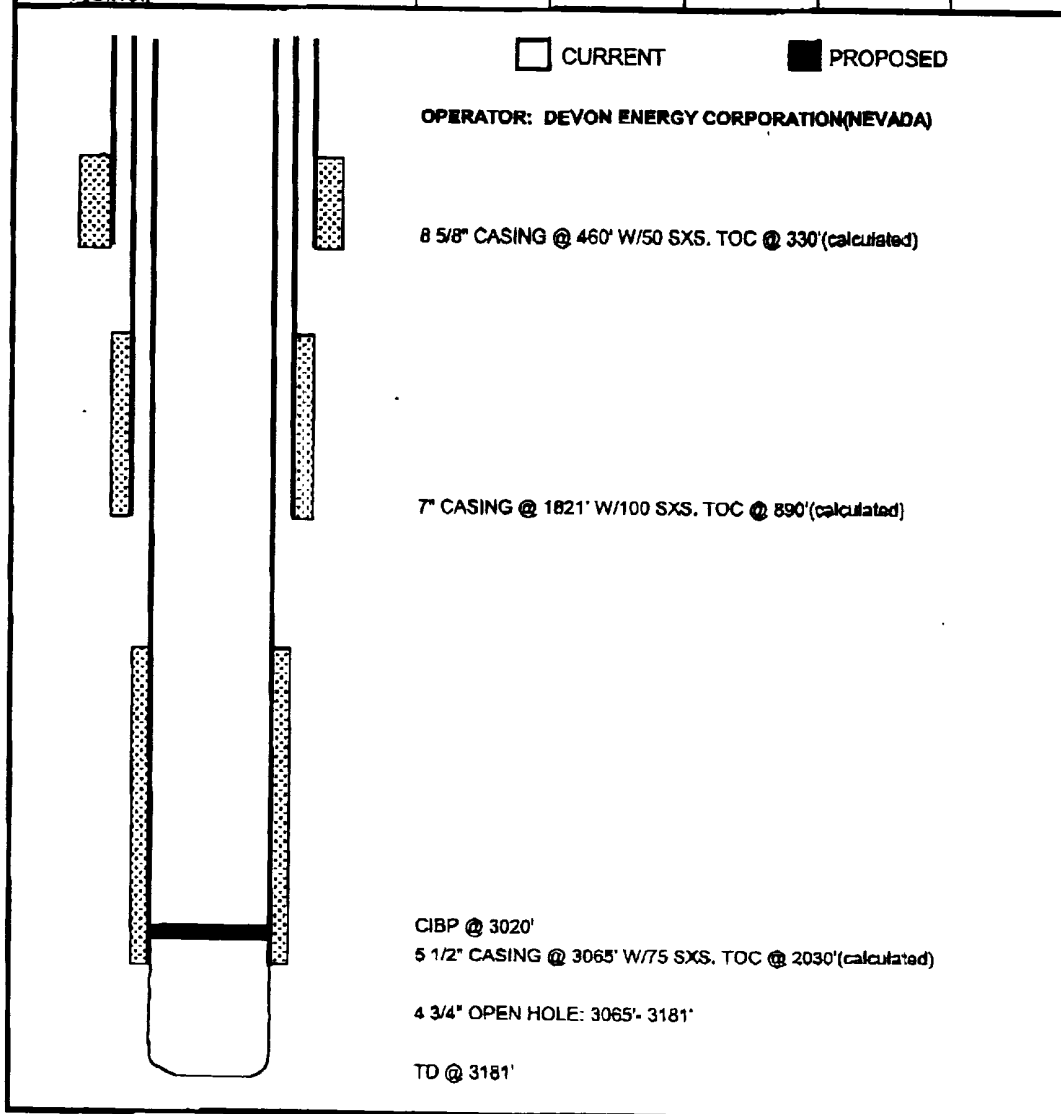 CURRENT PROPOSED
OPERATOR: DEVON ENERGY CORPORATION(NEVADA)
8 5/8" CASING @ 460' W/50 SXS. TOC @ 330'(calculated)
7" CASING @ 1821' W/100 SXS. TOC @ 890'(calculated)
CIBP @ 3020'
5 1/2" CASING @ 3065' W/75 SXS. TOC @ 2030'(calculated)
4 3/4" OPEN HOLE: 3065'- 3181'
TD @ 3181'